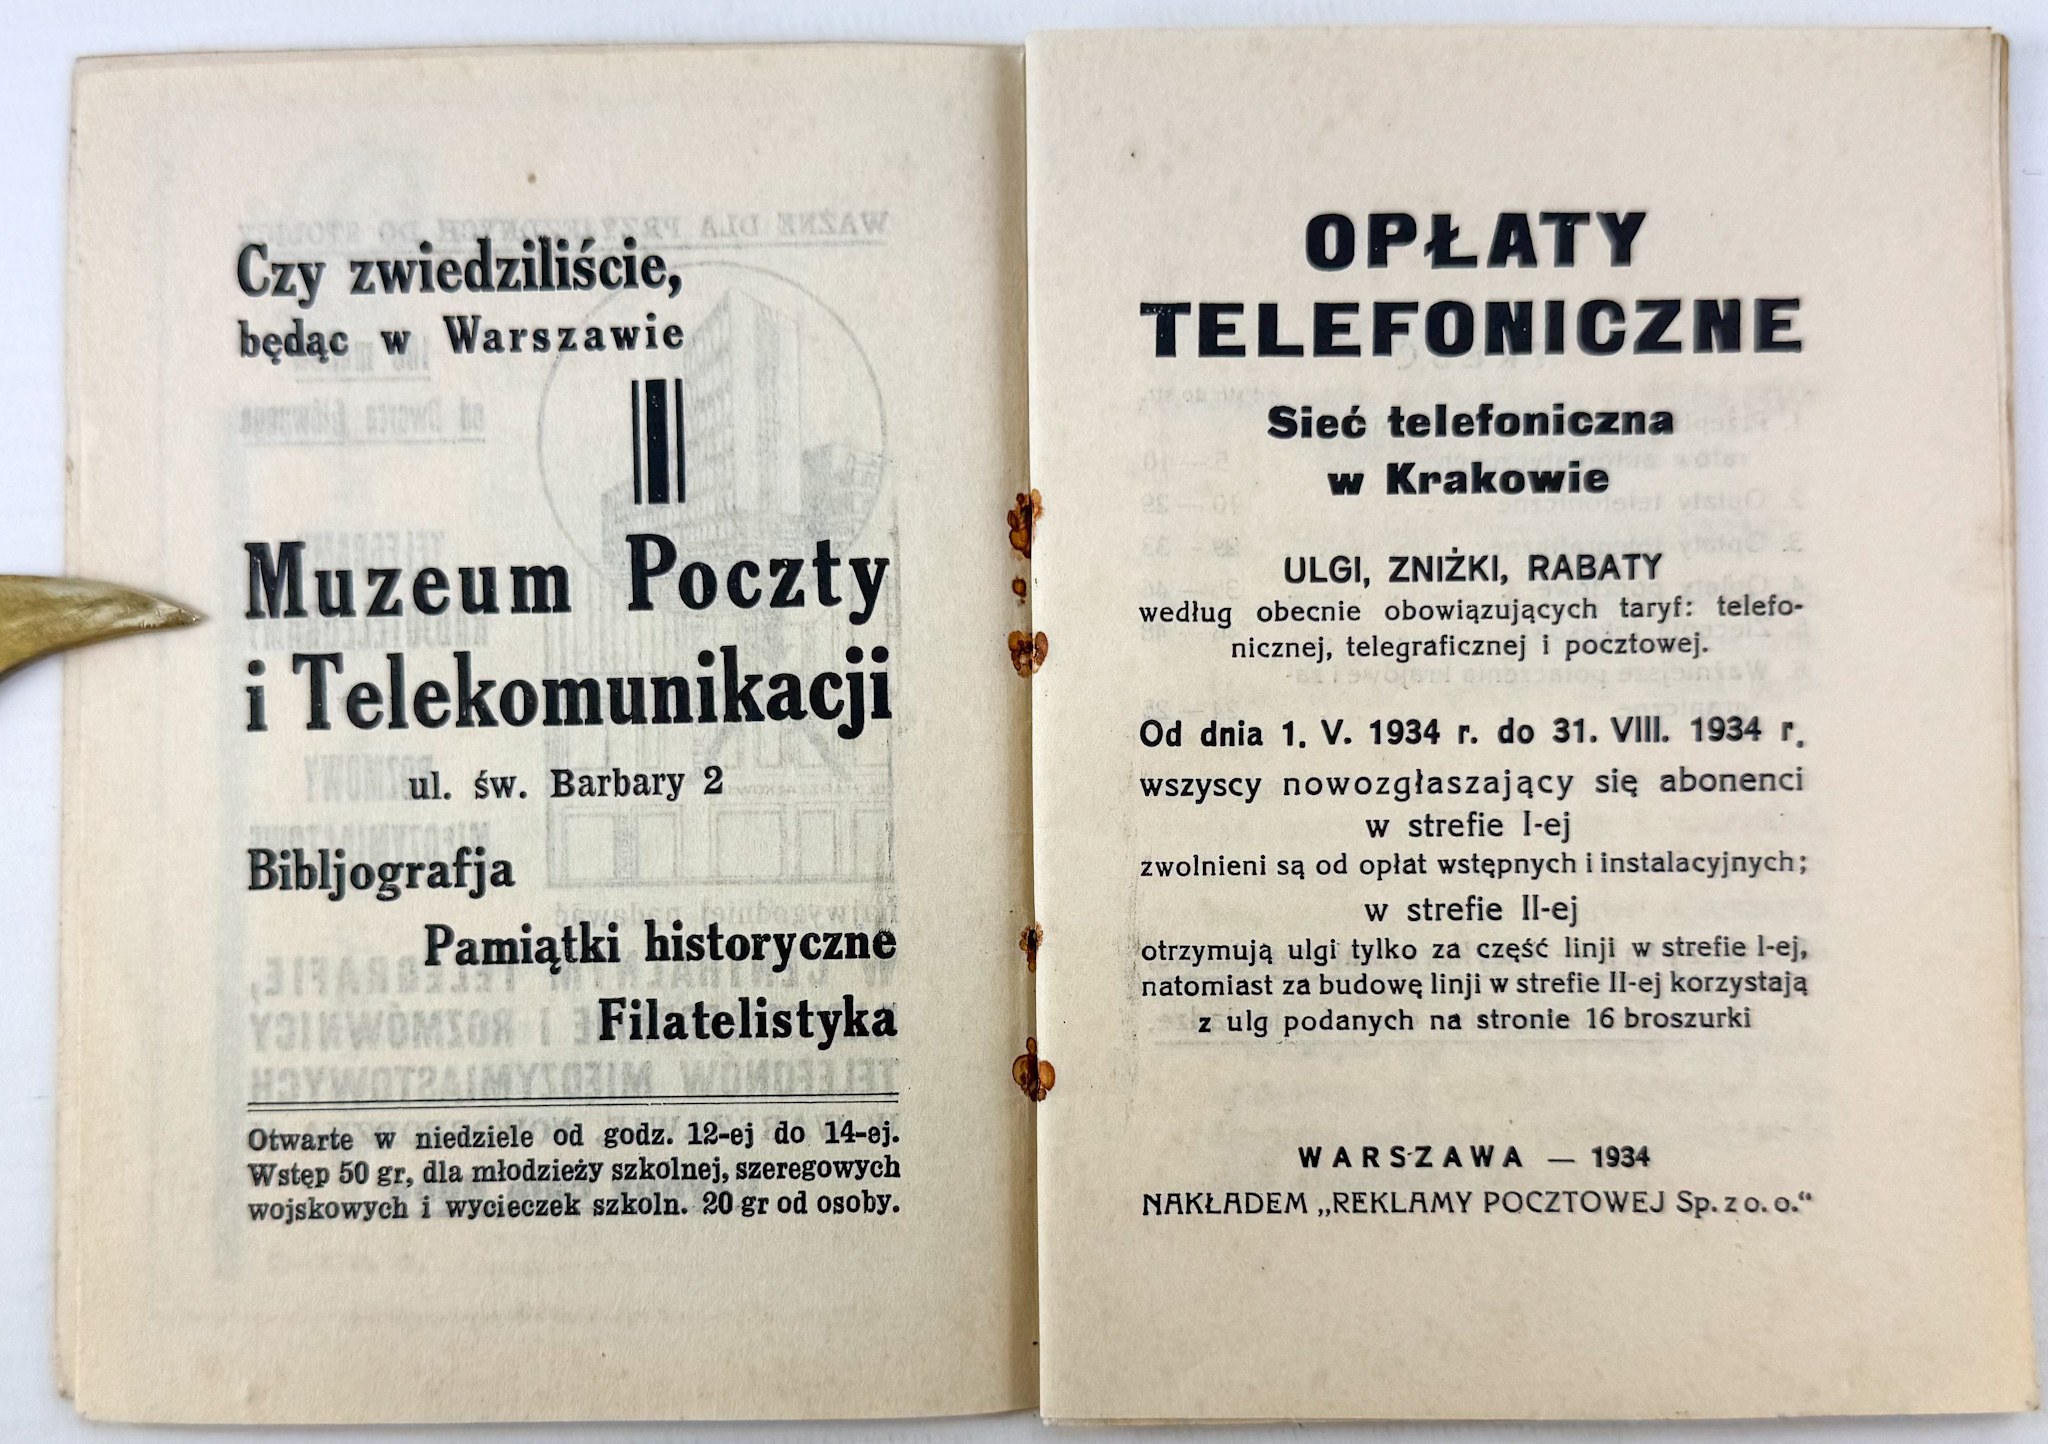 Czy zwiedziliście,
będąc w Warszawie
Muzeum Poczty
i Telekomunikacji
ul. św. Barbary 2
Bibljografja
Pamiątki historyczne
Filatelistyka
Otwarte w niedziele od godz. 12-ej do 14-ej.
Wstęp 50 gr, dla młodzieży szkolnej, szeregowych
wojskowych i wycieczek szkoln. 20 gr od osoby.
OPŁATY
TELEFONICZNE
Sieć telefoniczna
w Krakowie
ULGI, ZNIŻKI, RABATY
według obecnie obowiązujących taryf: telefo-
nicznej, telegraficznej i pocztowej.
Od dnia 1. V. 1934 r. do 31. VIII. 1934 r.
wszyscy nowozgłaszający się abonenci
w strefie I-ej
zwolnieni są od opłat wstępnych i instalacyjnych;
w strefie II-ej
otrzymują ulgi tylko za część linji w strefie I-ej,
natomiast za budowę linji w strefie II-ej korzystają
z ulg podanych na stronie 16 broszurki
WARSZAWA — 1934
NAKŁADEM „REKLAMY POCZTOWEJ Sp. z o. o.“